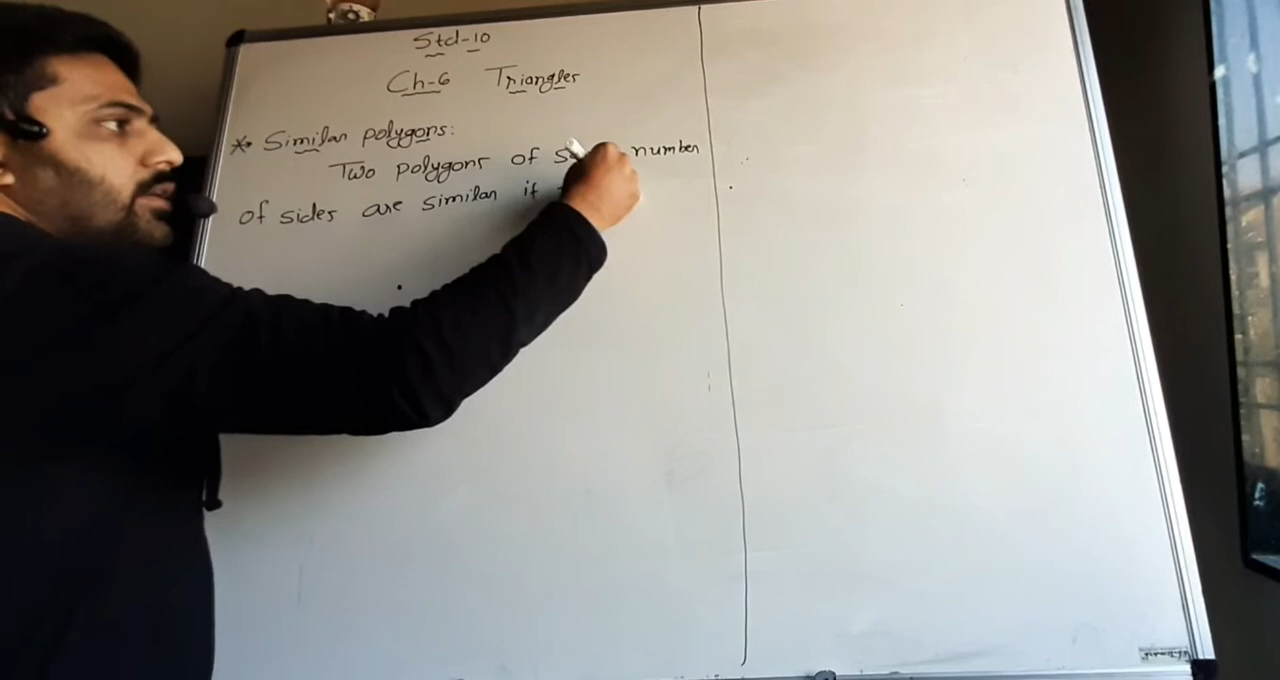 Std-10
Ch-6 Triangles
* Similar polygons:
Two polygons of number
of sides are similar if